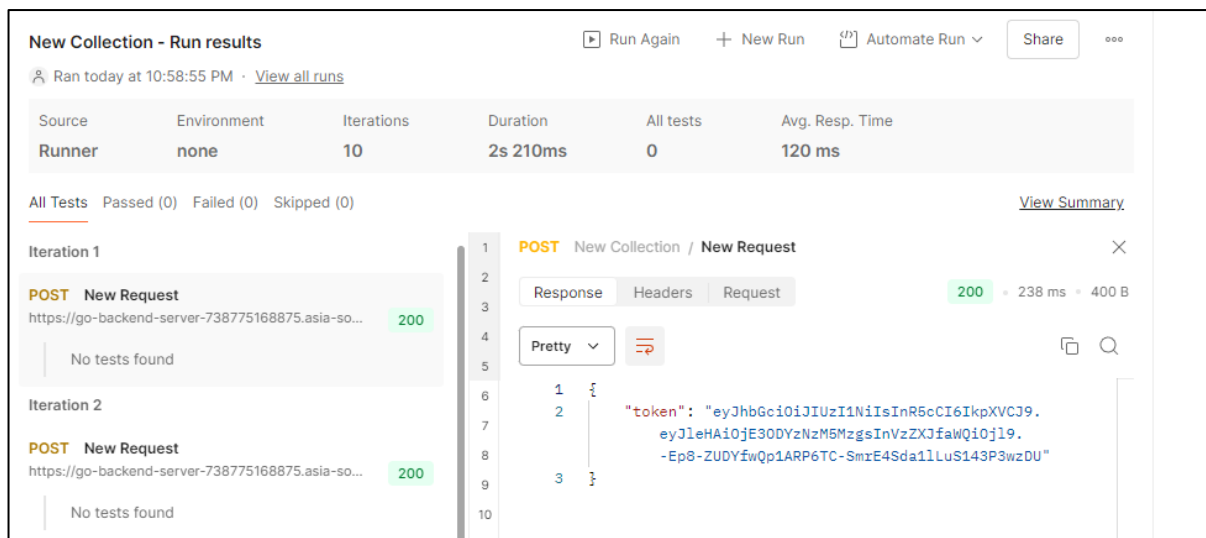 New Collection - Run results
Run Again
New Run
Automate Run
Share
Ran today at 10:58:55 PM · View all runs
Source Environment Iterations Duration All tests Avg. Resp. Time
Runner none 10 2s 210ms 0 120 ms
All Tests Passed (0) Failed (0) Skipped (0)
View Summary
Iteration 1
POST New Request
https://go-backend-server-738775168875.asia-so...
200
No tests found
Iteration 2
POST New Request
https://go-backend-server-738775168875.asia-so...
200
No tests found
1
2
3
4
5
6
7
8
9
10
POST New Collection / New Request
Response Headers Request
200 • 238 ms • 400 B
Pretty
1 {
2 "token": "eyJhbGciOiJIUzI1NiIsInR5cCI6IkpXVCJ9.
eyJleHAiOjE3ODYzNzM5MzgsInVzZXJfaWQiOjl9.
-Ep8-ZUDYfwQp1ARP6TC-SmrE4Sda1lLuS143P3wzDU"
3 }